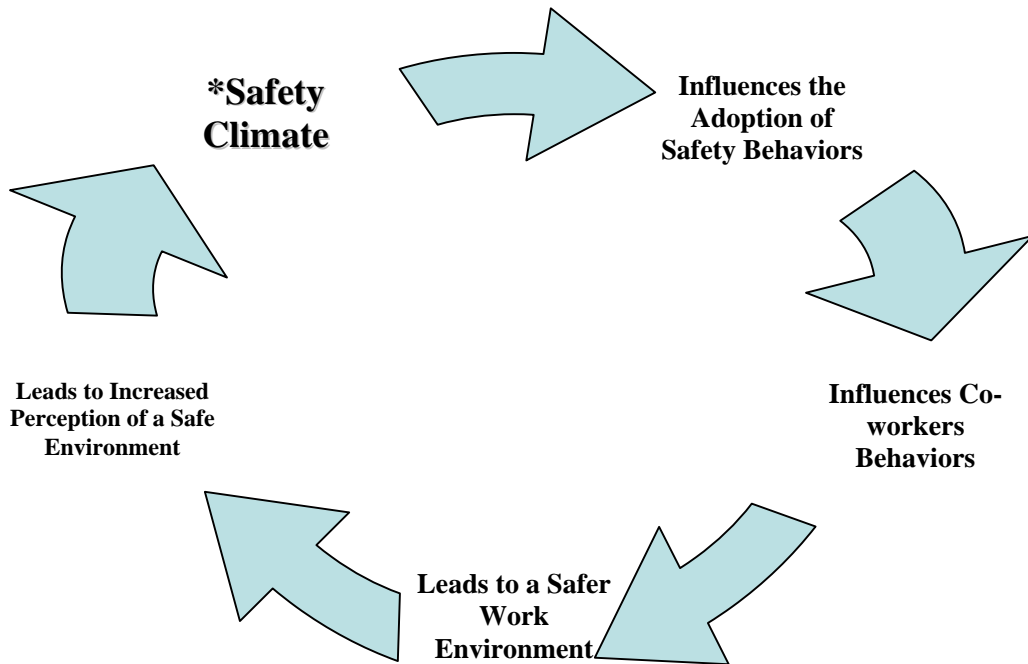 *Safety
Climate
Influences the
Adoption of
Safety Behaviors
Influences Co-
workers
Behaviors
Leads to a Safer
Work
Environment
Leads to Increased
Perception of a Safe
Environment